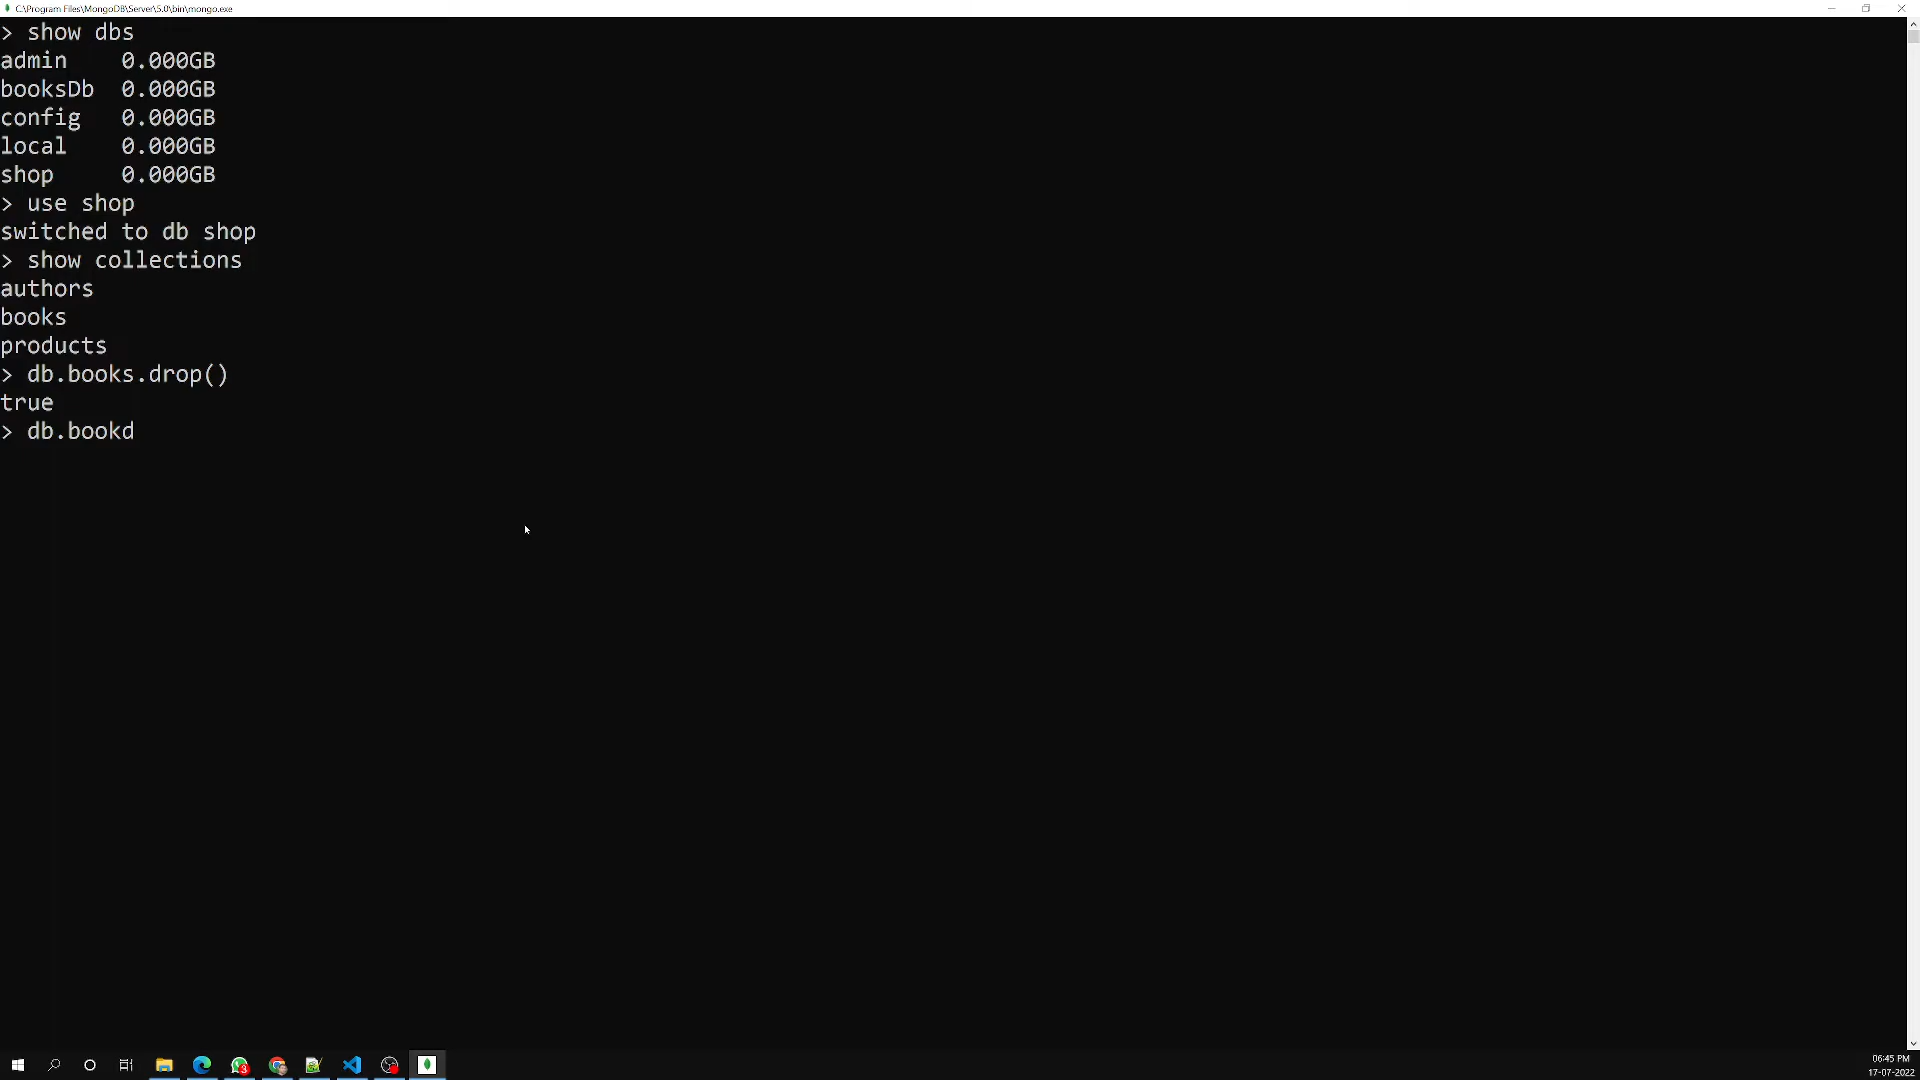 C:\Program Files\MongoDB\Server\5.0\bin\mongo.exe
> show dbs
admin    0.000GB
booksDb  0.000GB
config   0.000GB
local    0.000GB
shop     0.000GB
> use shop
switched to db shop
> show collections
authors
books
products
> db.books.drop()
true
> db.bookd
3
06:45 PM
17-07-2022